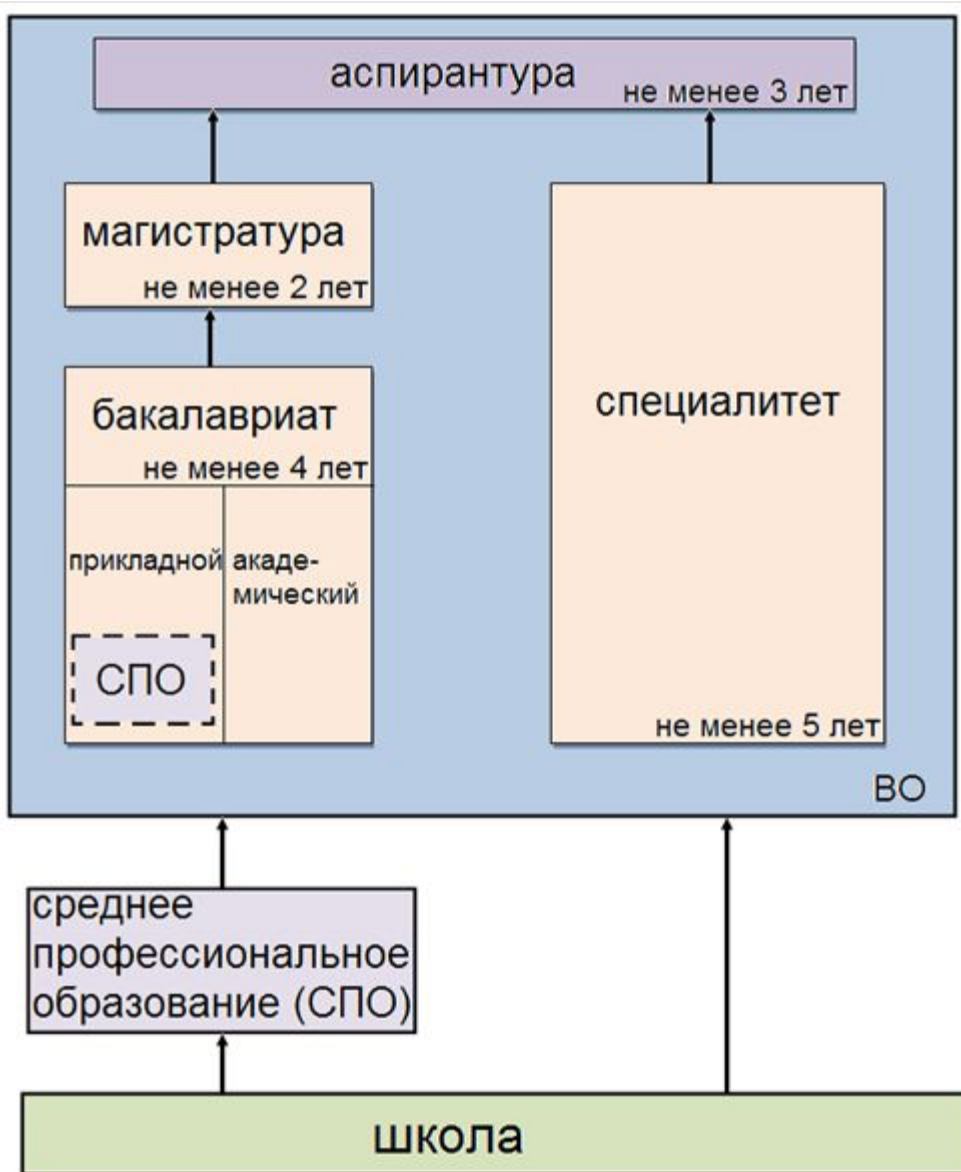 аспирантура
не менее 3 лет
магистратура
не менее 2 лет
бакалавриат
не менее 4 лет
прикладной
акаде-
мический
СПО
специалитет
не менее 5 лет
ВО
среднее
профессиональное
образование (СПО)
школа